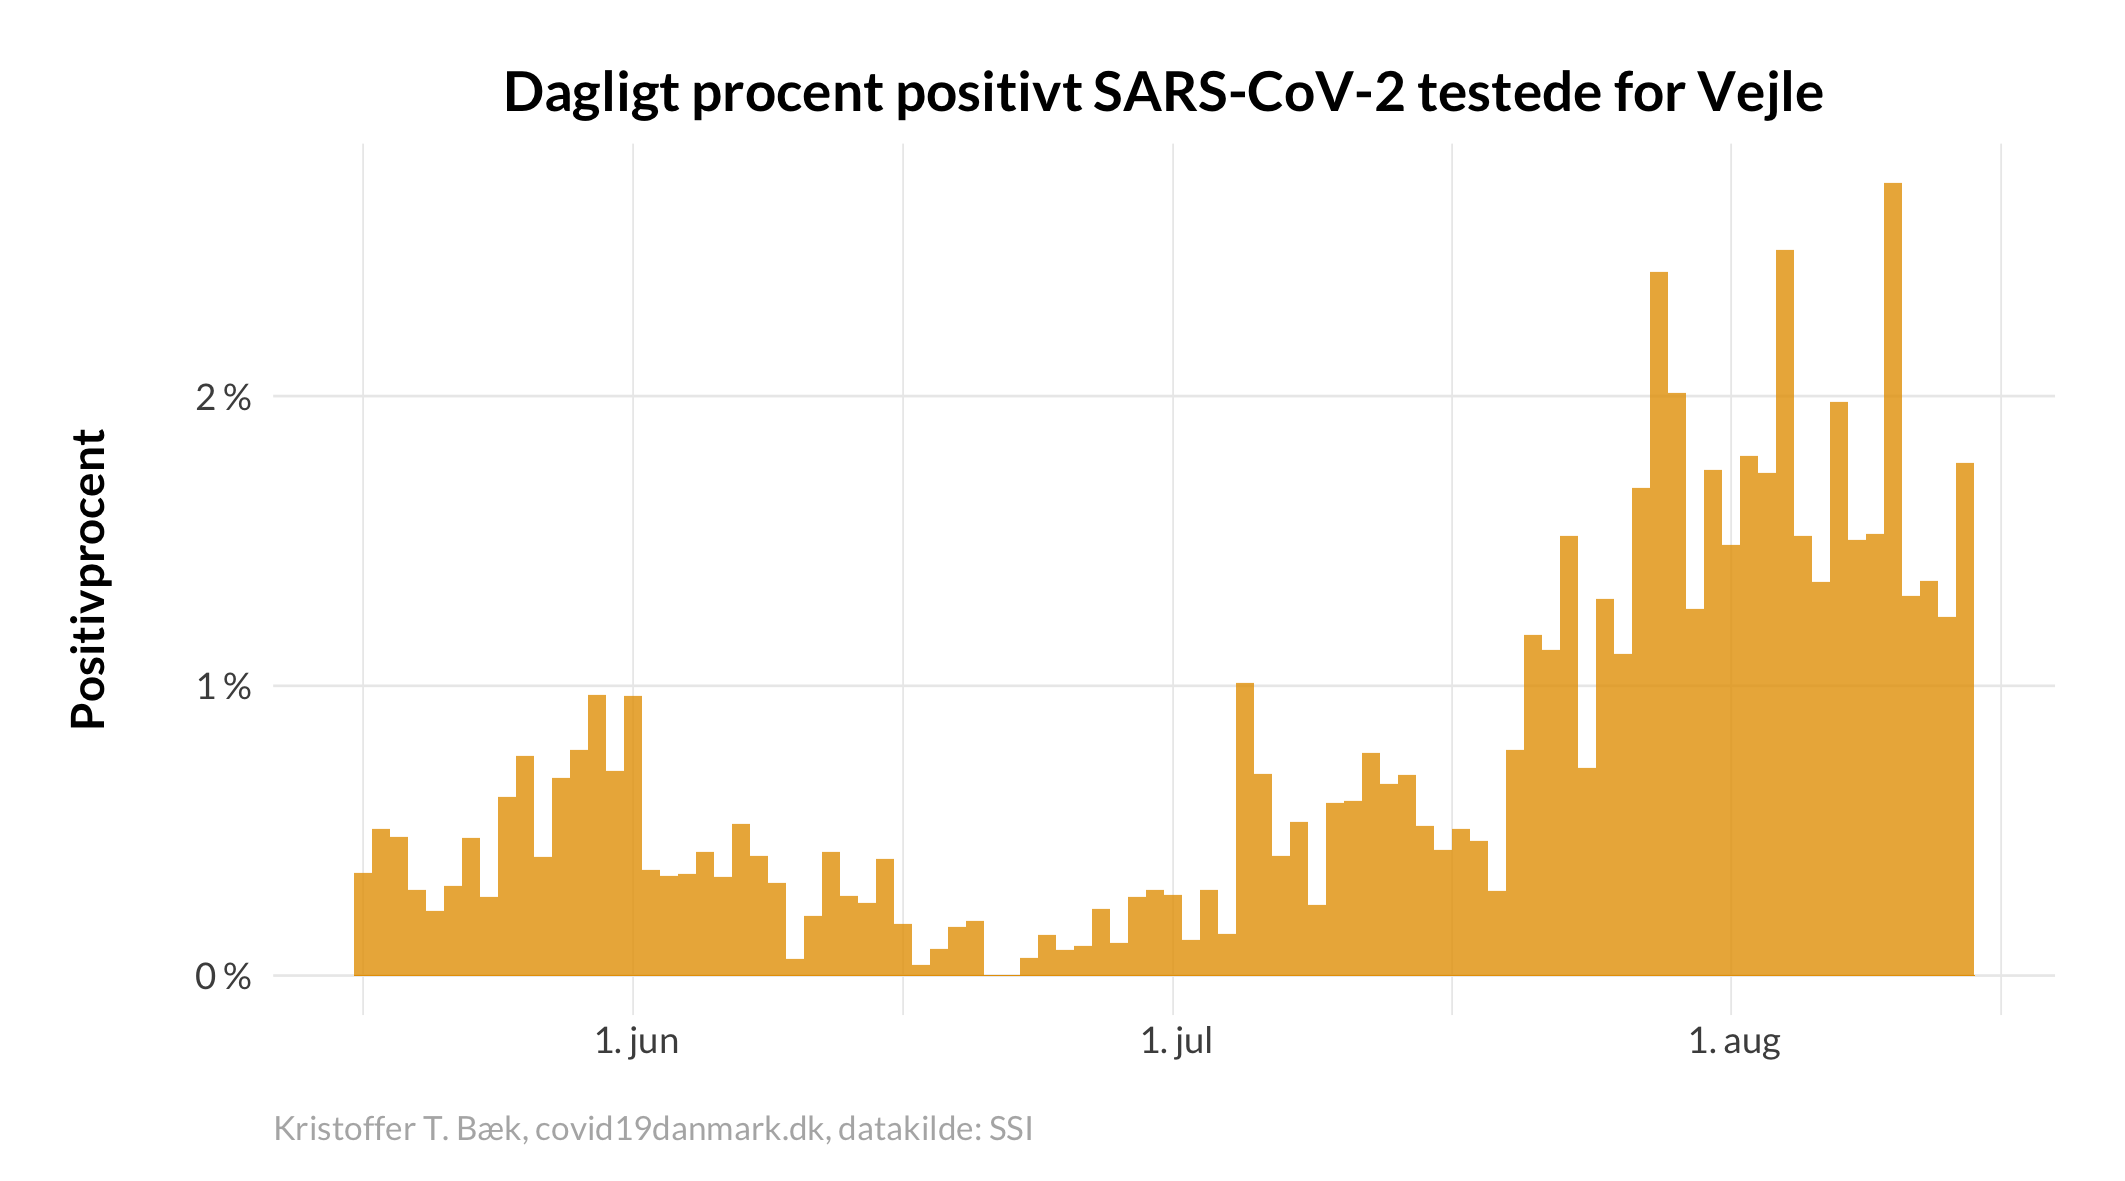 Dagligt procent positivt SARS-CoV-2 testede for Vejle
Positivprocent
2 %
1 %
0 %
1. jun
1. jul
1. aug
Kristoffer T. Bæk, covid19danmark.dk, datakilde: SSI